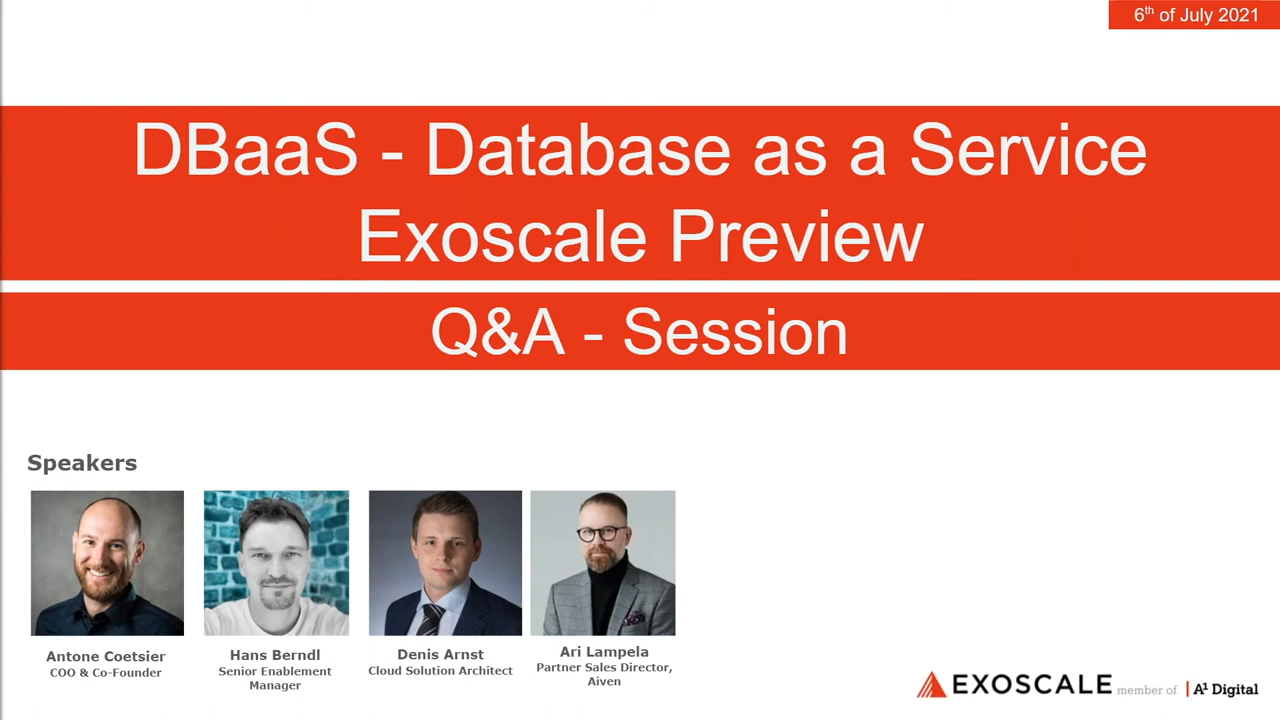 6th of July 2021
DBaaS - Database as a Service
Exoscale Preview
Q&A - Session
Speakers
Antone Coetsier
COO & Co-Founder
Hans Berndl
Senior Enablement
Manager
Denis Arnst
Cloud Solution Architect
Ari Lampela
Partner Sales Director,
Aiven
EXOSCALE member of | A1 Digital